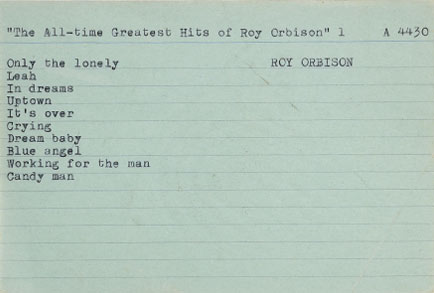 "The All-time Greatest Hits of Roy Orbison" 1 A 4430
Only the lonely ROY ORBISON
Leah
In dreams
Uptown
It's over
Crying
Dream baby
Blue angel
Working for the man
Candy man